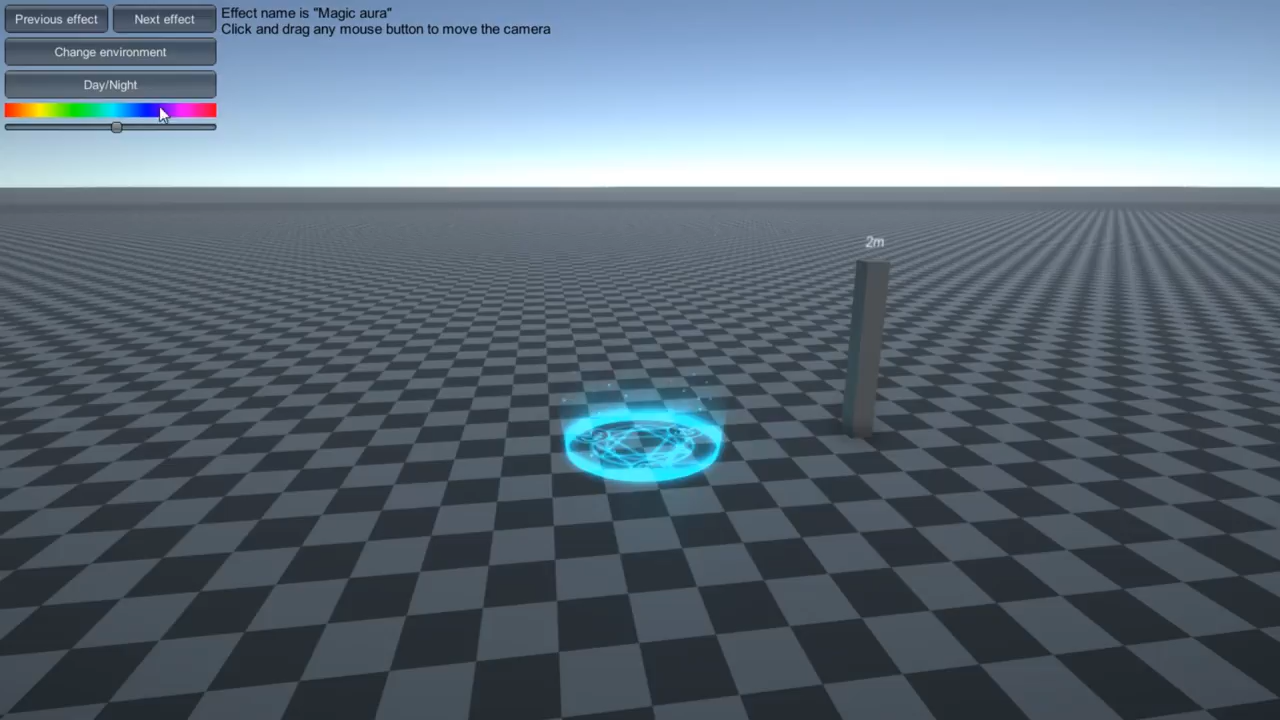 Previous effect
Next effect
Effect name is "Magic aura"
Click and drag any mouse button to move the camera
Change environment
Day/Night
2m